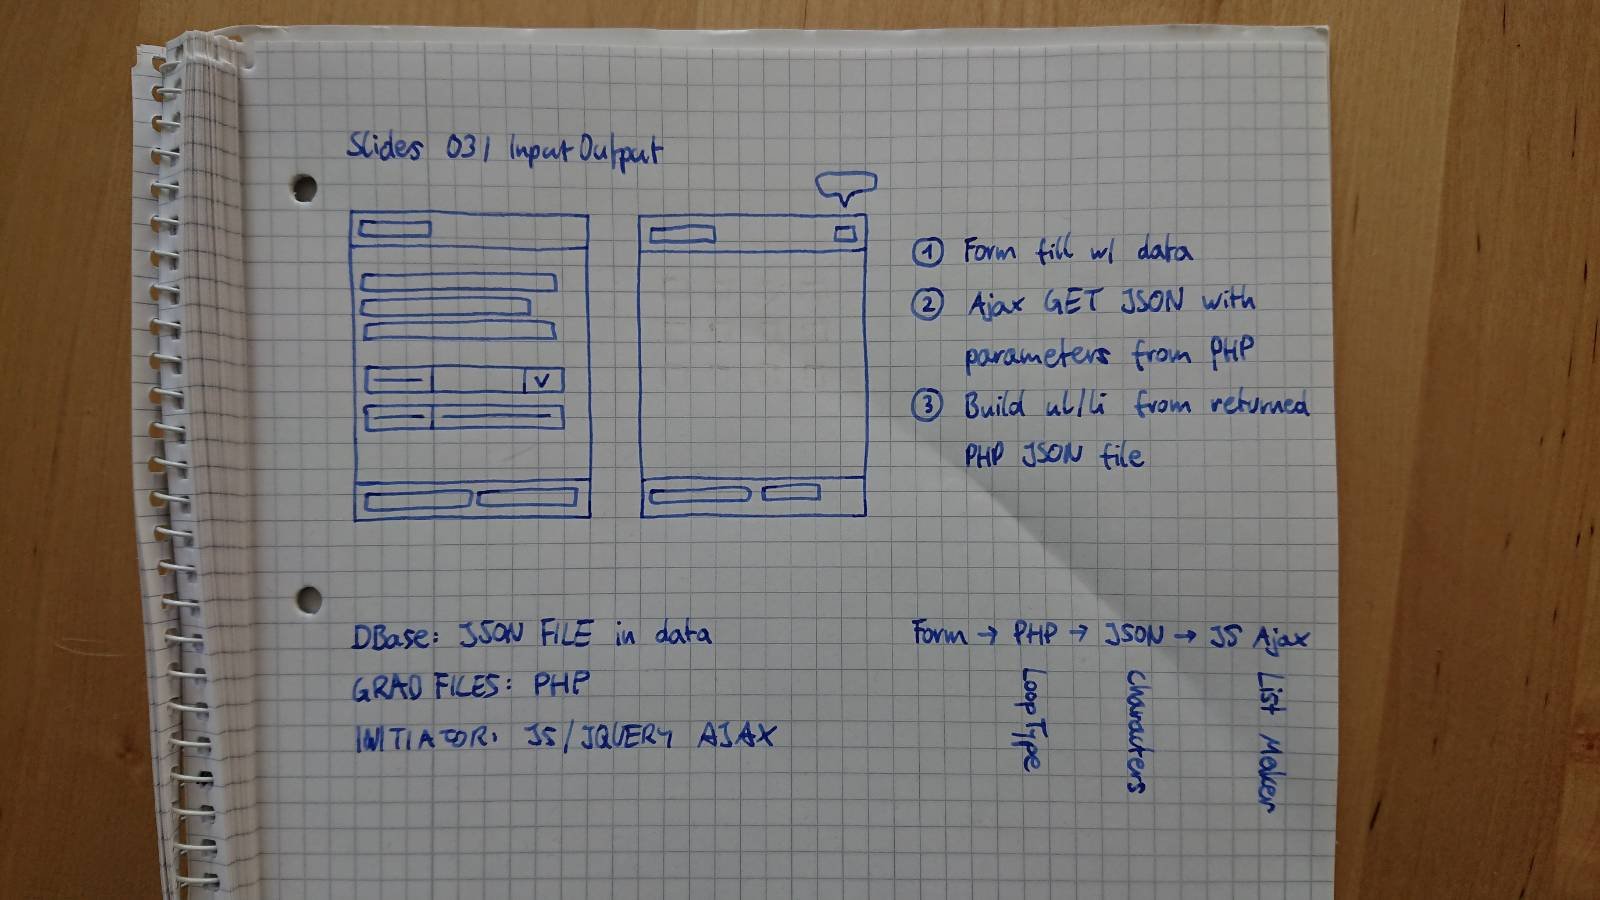 Slides 03 | Input Output
① Form fill w/ data
② Ajax GET JSON with
parameters from PHP
③ Build ul/li from returned
PHP JSON file
DBase: JSON FILE in data
GRAD FILES: PHP
INITIATOR: JS/JQUERY AJAX
Form → PHP → JSON → JS Ajax
Loop Type
Characters
List Maker